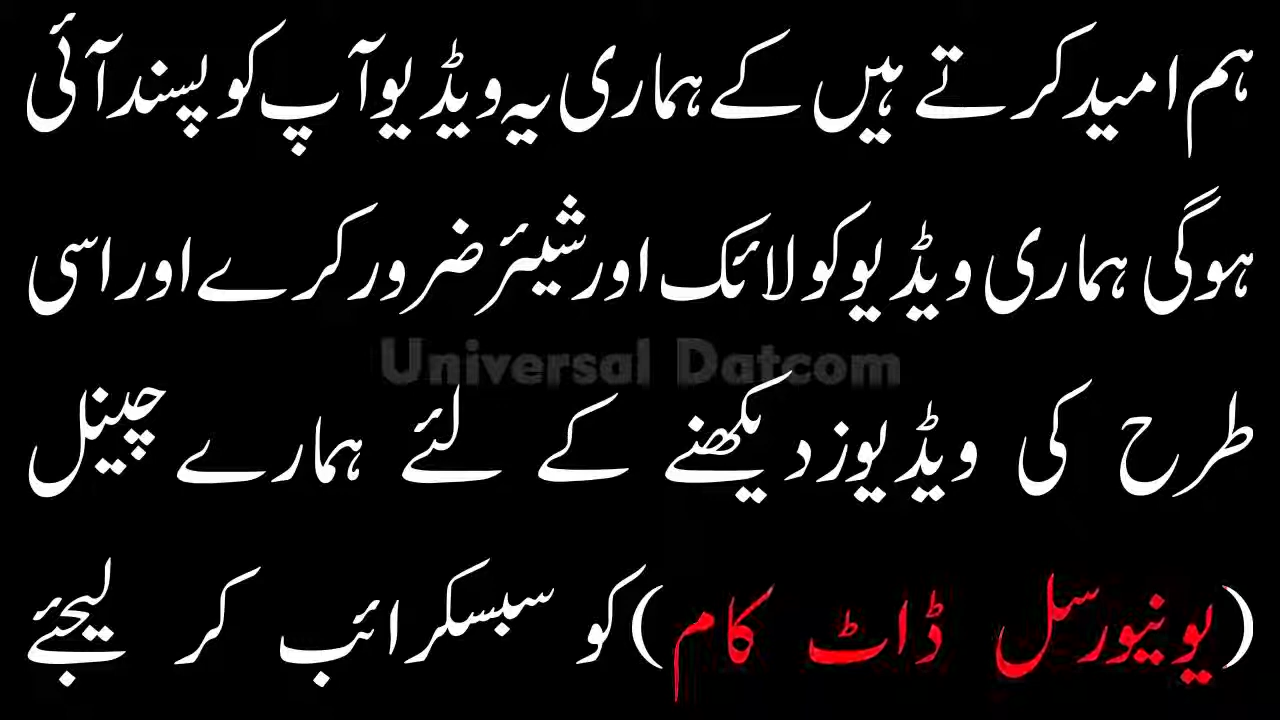 ہم امید کرتے ہیں کے ہماری یہ ویڈیو آپ کو پسند آئی
ہوگی ہماری ویڈیو کو لائک اور شیئر ضرور کرے اور اسی
Universal Datcom
طرح کی ویڈیوز دیکھنے کے لئے ہمارے چینل
(یونیورسل ڈاٹ کام) کو سبسکرائب کر لیجئے